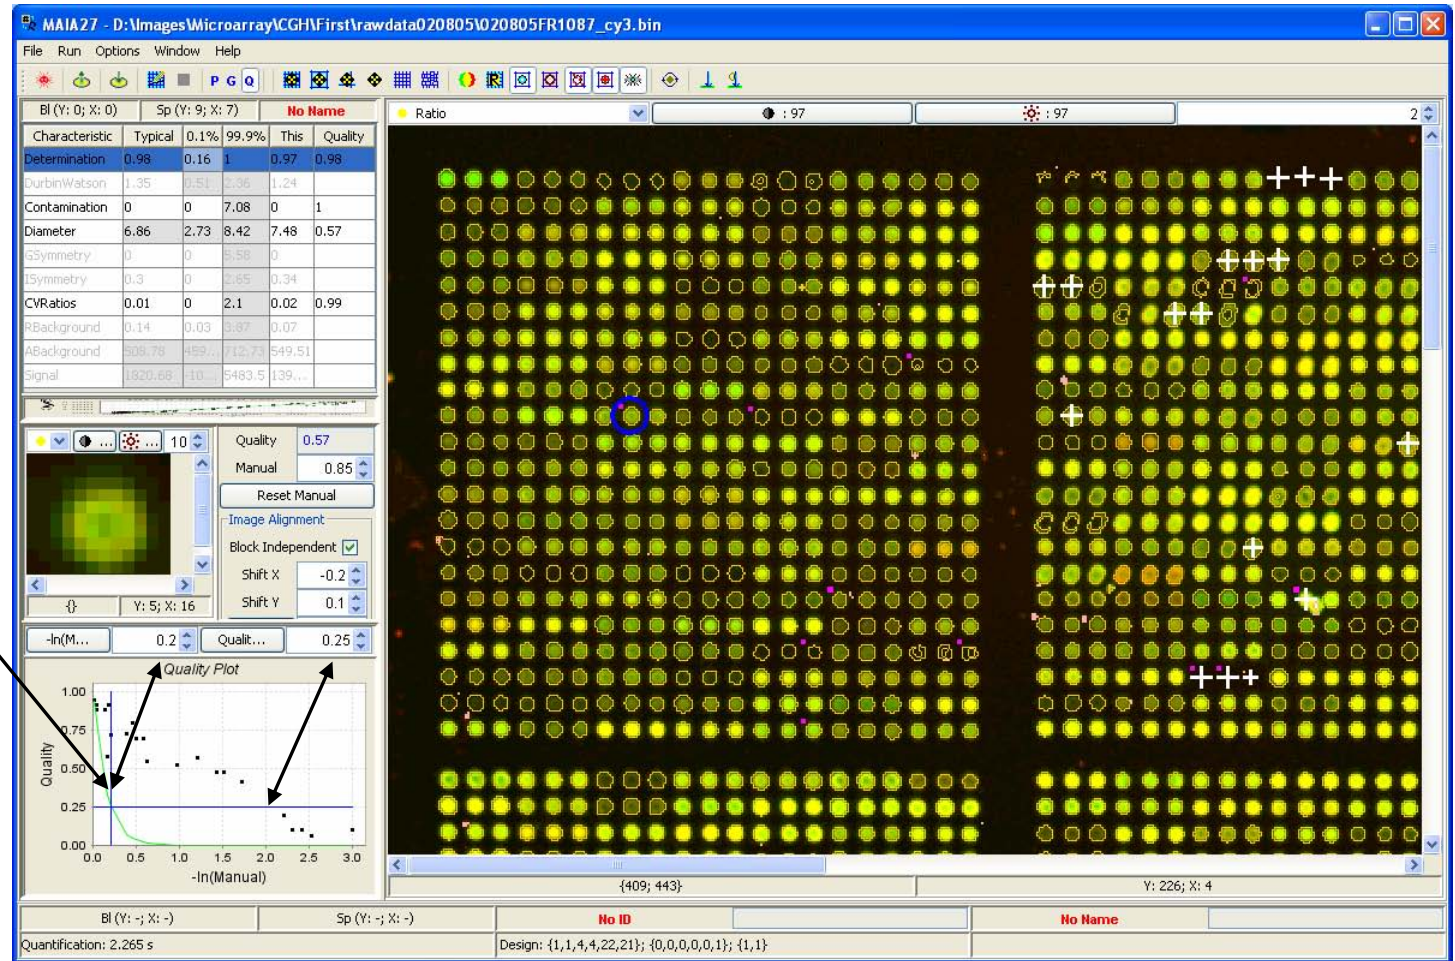 MAIA27 - D:\Images\Microarray\CGH\First\rawdata020805\020805FR1087_cy3.bin
File Run Options Window Help
P G Q
Bl (Y: 0; X: 0) Sp (Y: 9; X: 7) No Name
Ratio : 97 : 97 2
Characteristic Typical 0.1% 99.9% This Quality
Determination 0.98 0.16 1 0.97 0.98
DurbinWatson 1.35 0.51 2.36 1.24
Contamination 0 0 7.08 0 1
Diameter 6.86 2.73 8.42 7.48 0.57
GSymmetry 0 0 5.58 0
ISymmetry 0.3 0 2.65 0.34
CVRatios 0.01 0 2.1 0.02 0.99
RBackground 0.14 0.03 3.87 0.07
ABackground 508.78 459... 712.73 549.51
Signal 1820.68 -10... 5483.5 139...
... ... 10
Quality 0.57
Manual 0.85
Reset Manual
Image Alignment
Block Independent
Shift X -0.2
Shift Y 0.1
{} Y: 5; X: 16
-ln(M... 0.2 Qualit... 0.25
Quality Plot
1.00
0.75
0.50
0.25
0.00
Quality
0.0 0.5 1.0 1.5 2.0 2.5 3.0
-ln(Manual)
{409; 443} Y: 226; X: 4
Bl (Y: -; X: -) Sp (Y: -; X: -) No ID No Name
Quantification: 2.265 s Design: {1,1,4,4,22,21}; {0,0,0,0,0,1}; {1,1}